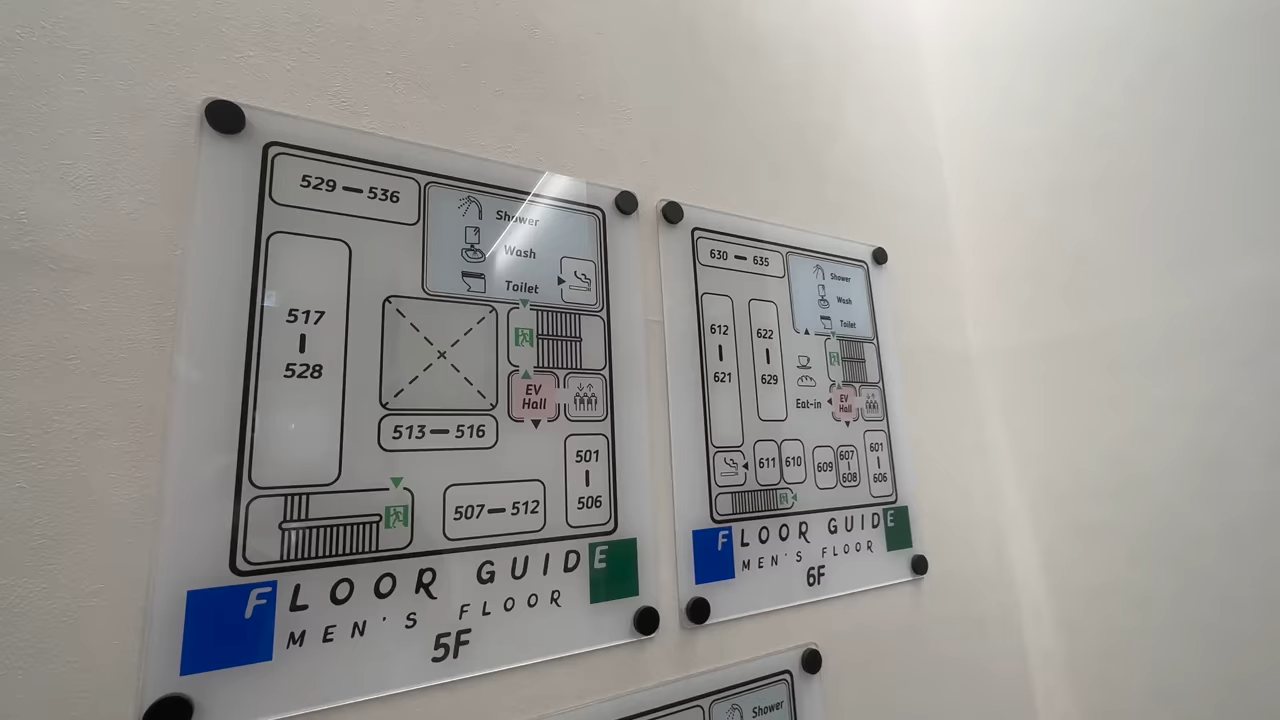 529 — 536
Shower
Wash
Toilet
517
|
528
EV
Hall
513 — 516
501
|
506
507 — 512
FLOOR GUIDE
MEN'S FLOOR
5F
630 — 635
Shower
Wash
Toilet
612
|
621
622
|
629
Eat-in
EV
Hall
611
610
609
607
|
608
601
|
606
FLOOR GUIDE
MEN'S FLOOR
6F
Shower